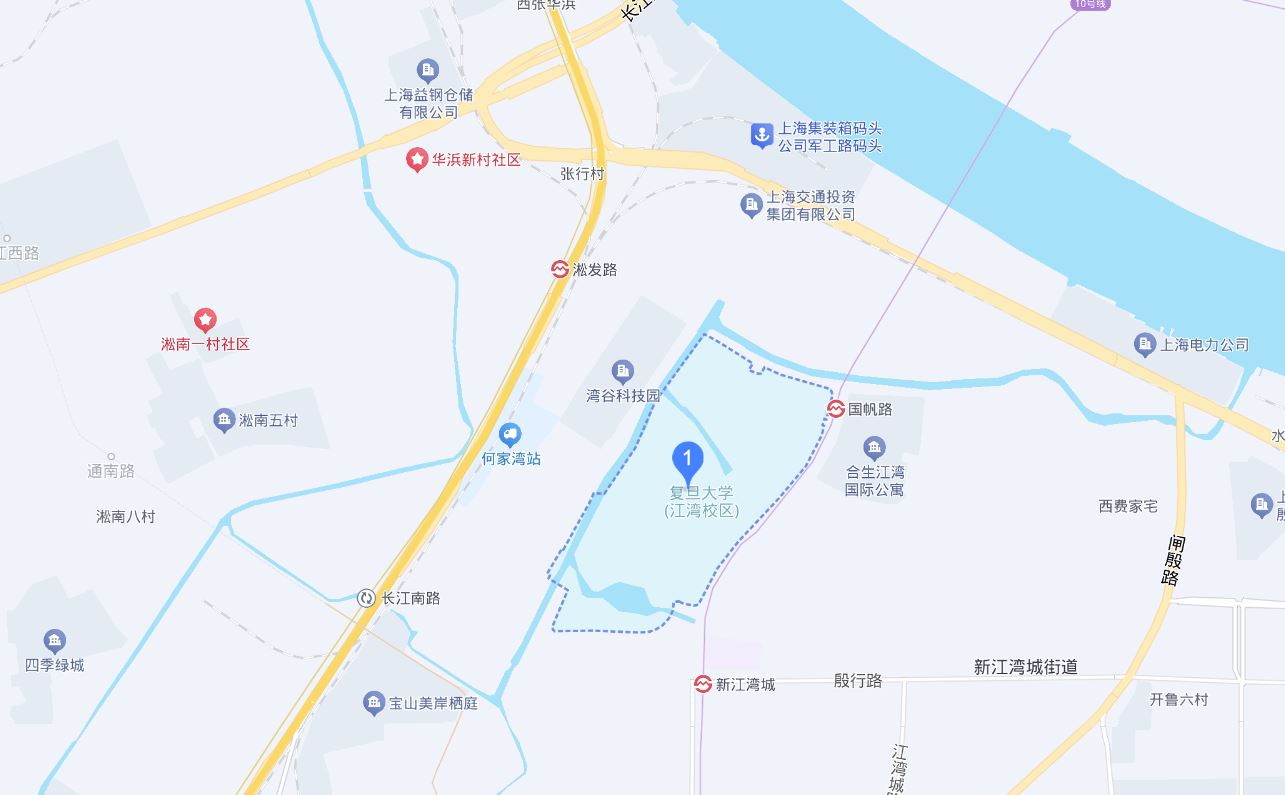 西张华浜
长江
10号线
上海益钢仓储
有限公司
华浜新村社区
上海集装箱码头
公司军工路码头
张行村
上海交通投资
集团有限公司
江西路
淞发路
淞南一村社区
上海电力公司
湾谷科技园
国帆路
淞南五村
何家湾站
通南路
1
合生江湾
国际公寓
复旦大学
(江湾校区)
西费家宅
淞南八村
闸殷路
长江南路
四季绿城
新江湾城街道
新江湾城
殷行路
宝山美岸栖庭
开鲁六村
江湾城
水
上
殷